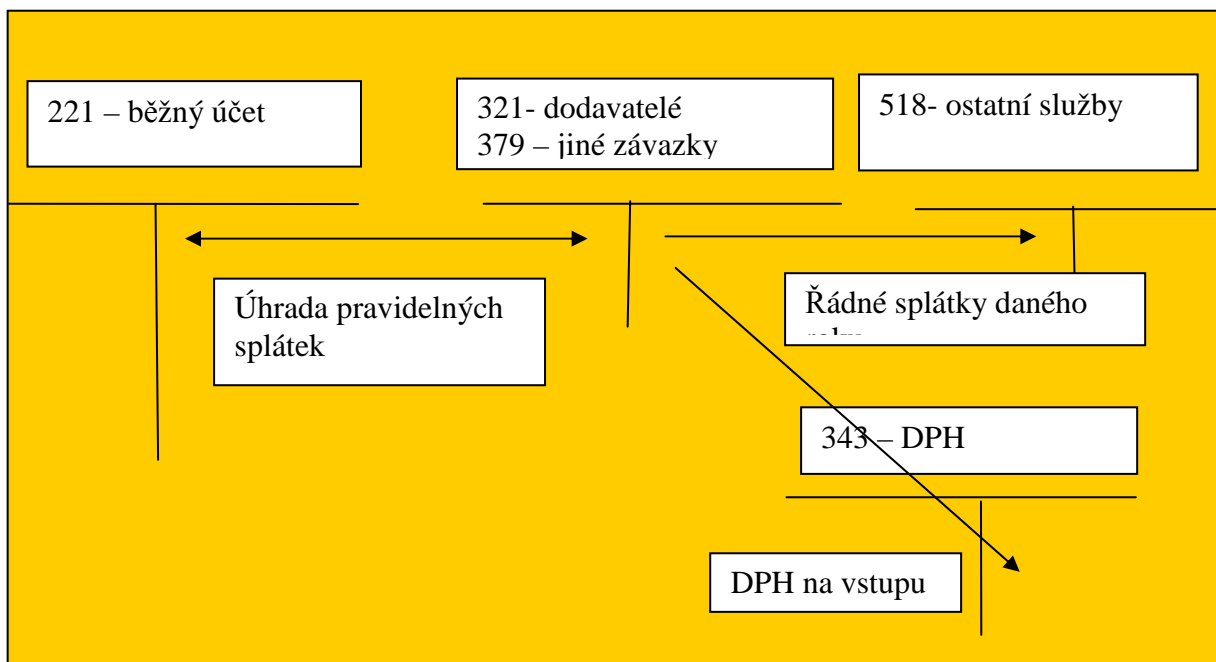 221 – běžný účet
321- dodavatelé
379 – jiné závazky
518- ostatní služby
Úhrada pravidelných
splátek
Řádné splátky daného
343 – DPH
DPH na vstupu